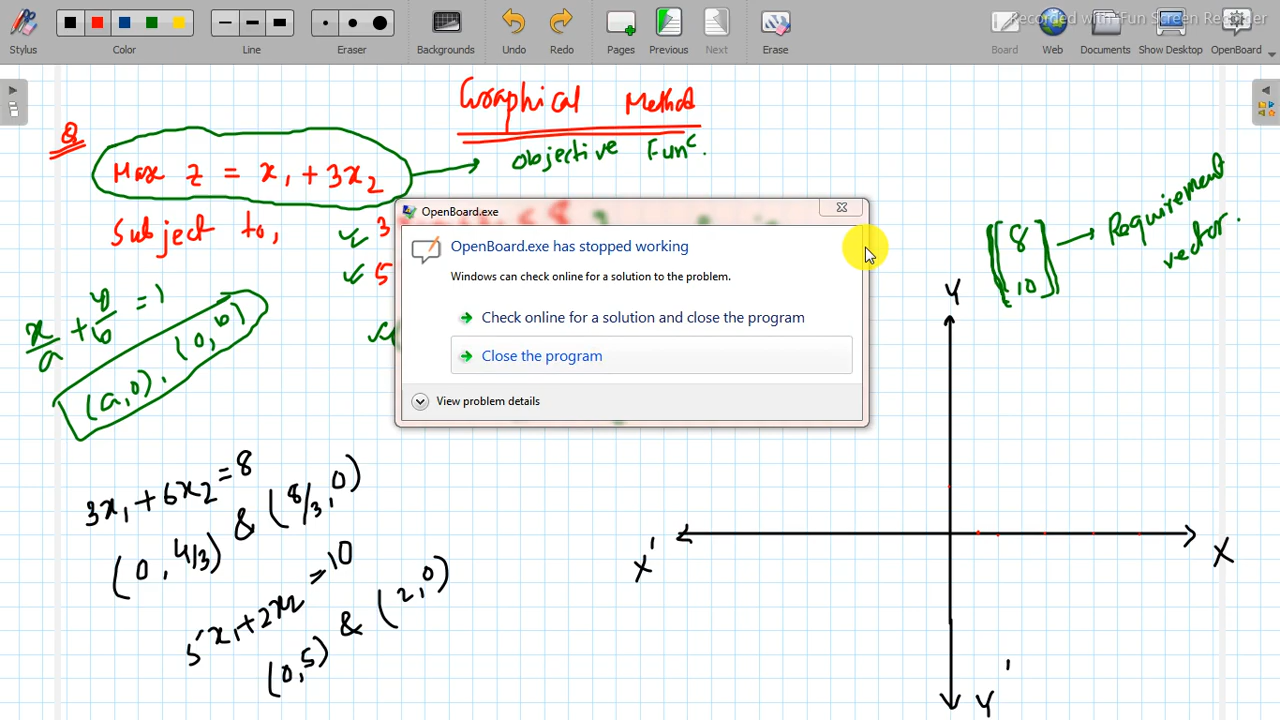 Recorded with iFun Screen Recorder
Stylus Color Line Eraser Backgrounds Undo Redo Pages Previous Next Erase Board Web Documents Show Desktop OpenBoard
Graphical Method
Q
Max z = x₁ + 3x₂
objective Funᶜ.
Subject to,
3
8
5
[8
10]
Requirement
vector.
OpenBoard.exe
OpenBoard.exe has stopped working
Windows can check online for a solution to the problem.
Check online for a solution and close the program
Close the program
View problem details
x/a + y/b = 1
(a,0), (0,b)
3x₁ + 6x₂ = 8
(0, 4/3) & (8/3, 0)
5x₁ + 2x₂ = 10
(0,5) & (2,0)
Y
X'
X
Y'